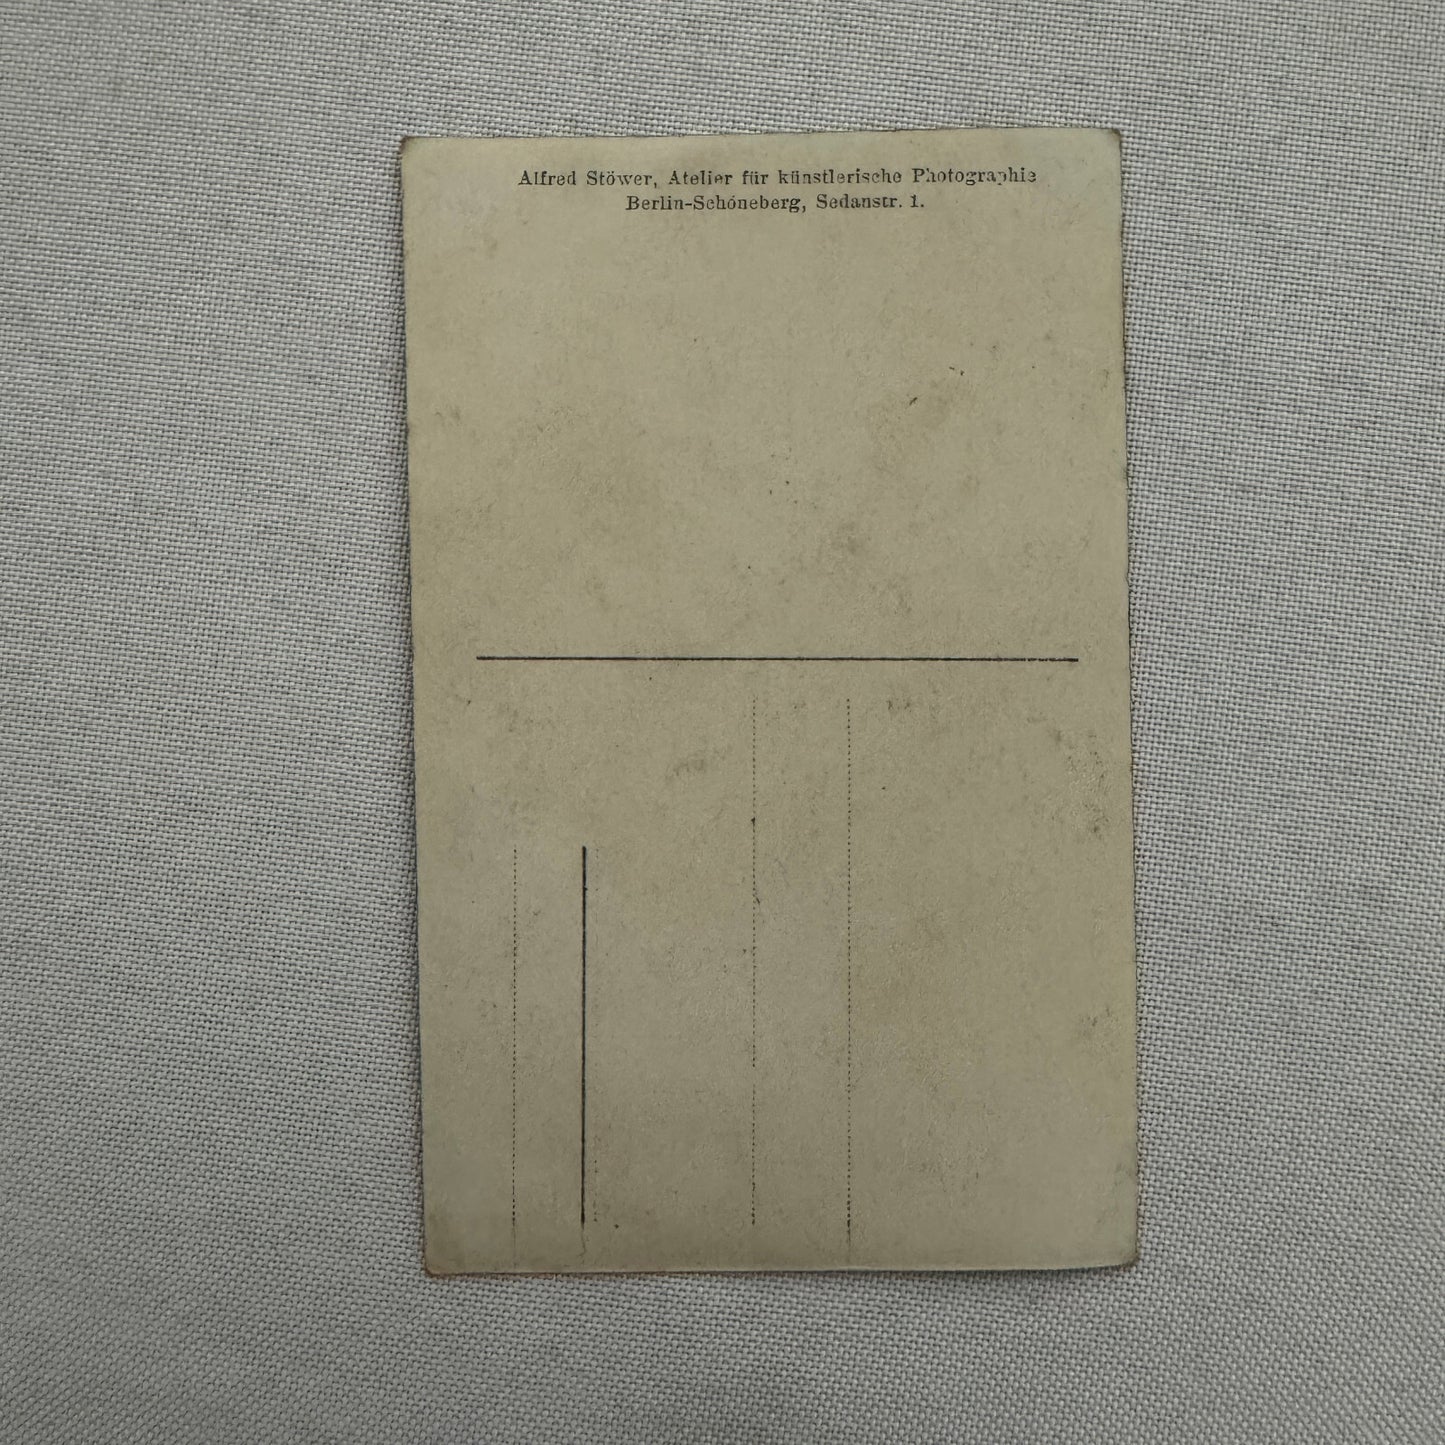 Alfred Stöwer, Atelier für künstlerische Photographie
Berlin-Schöneberg, Sedanstr. 1.